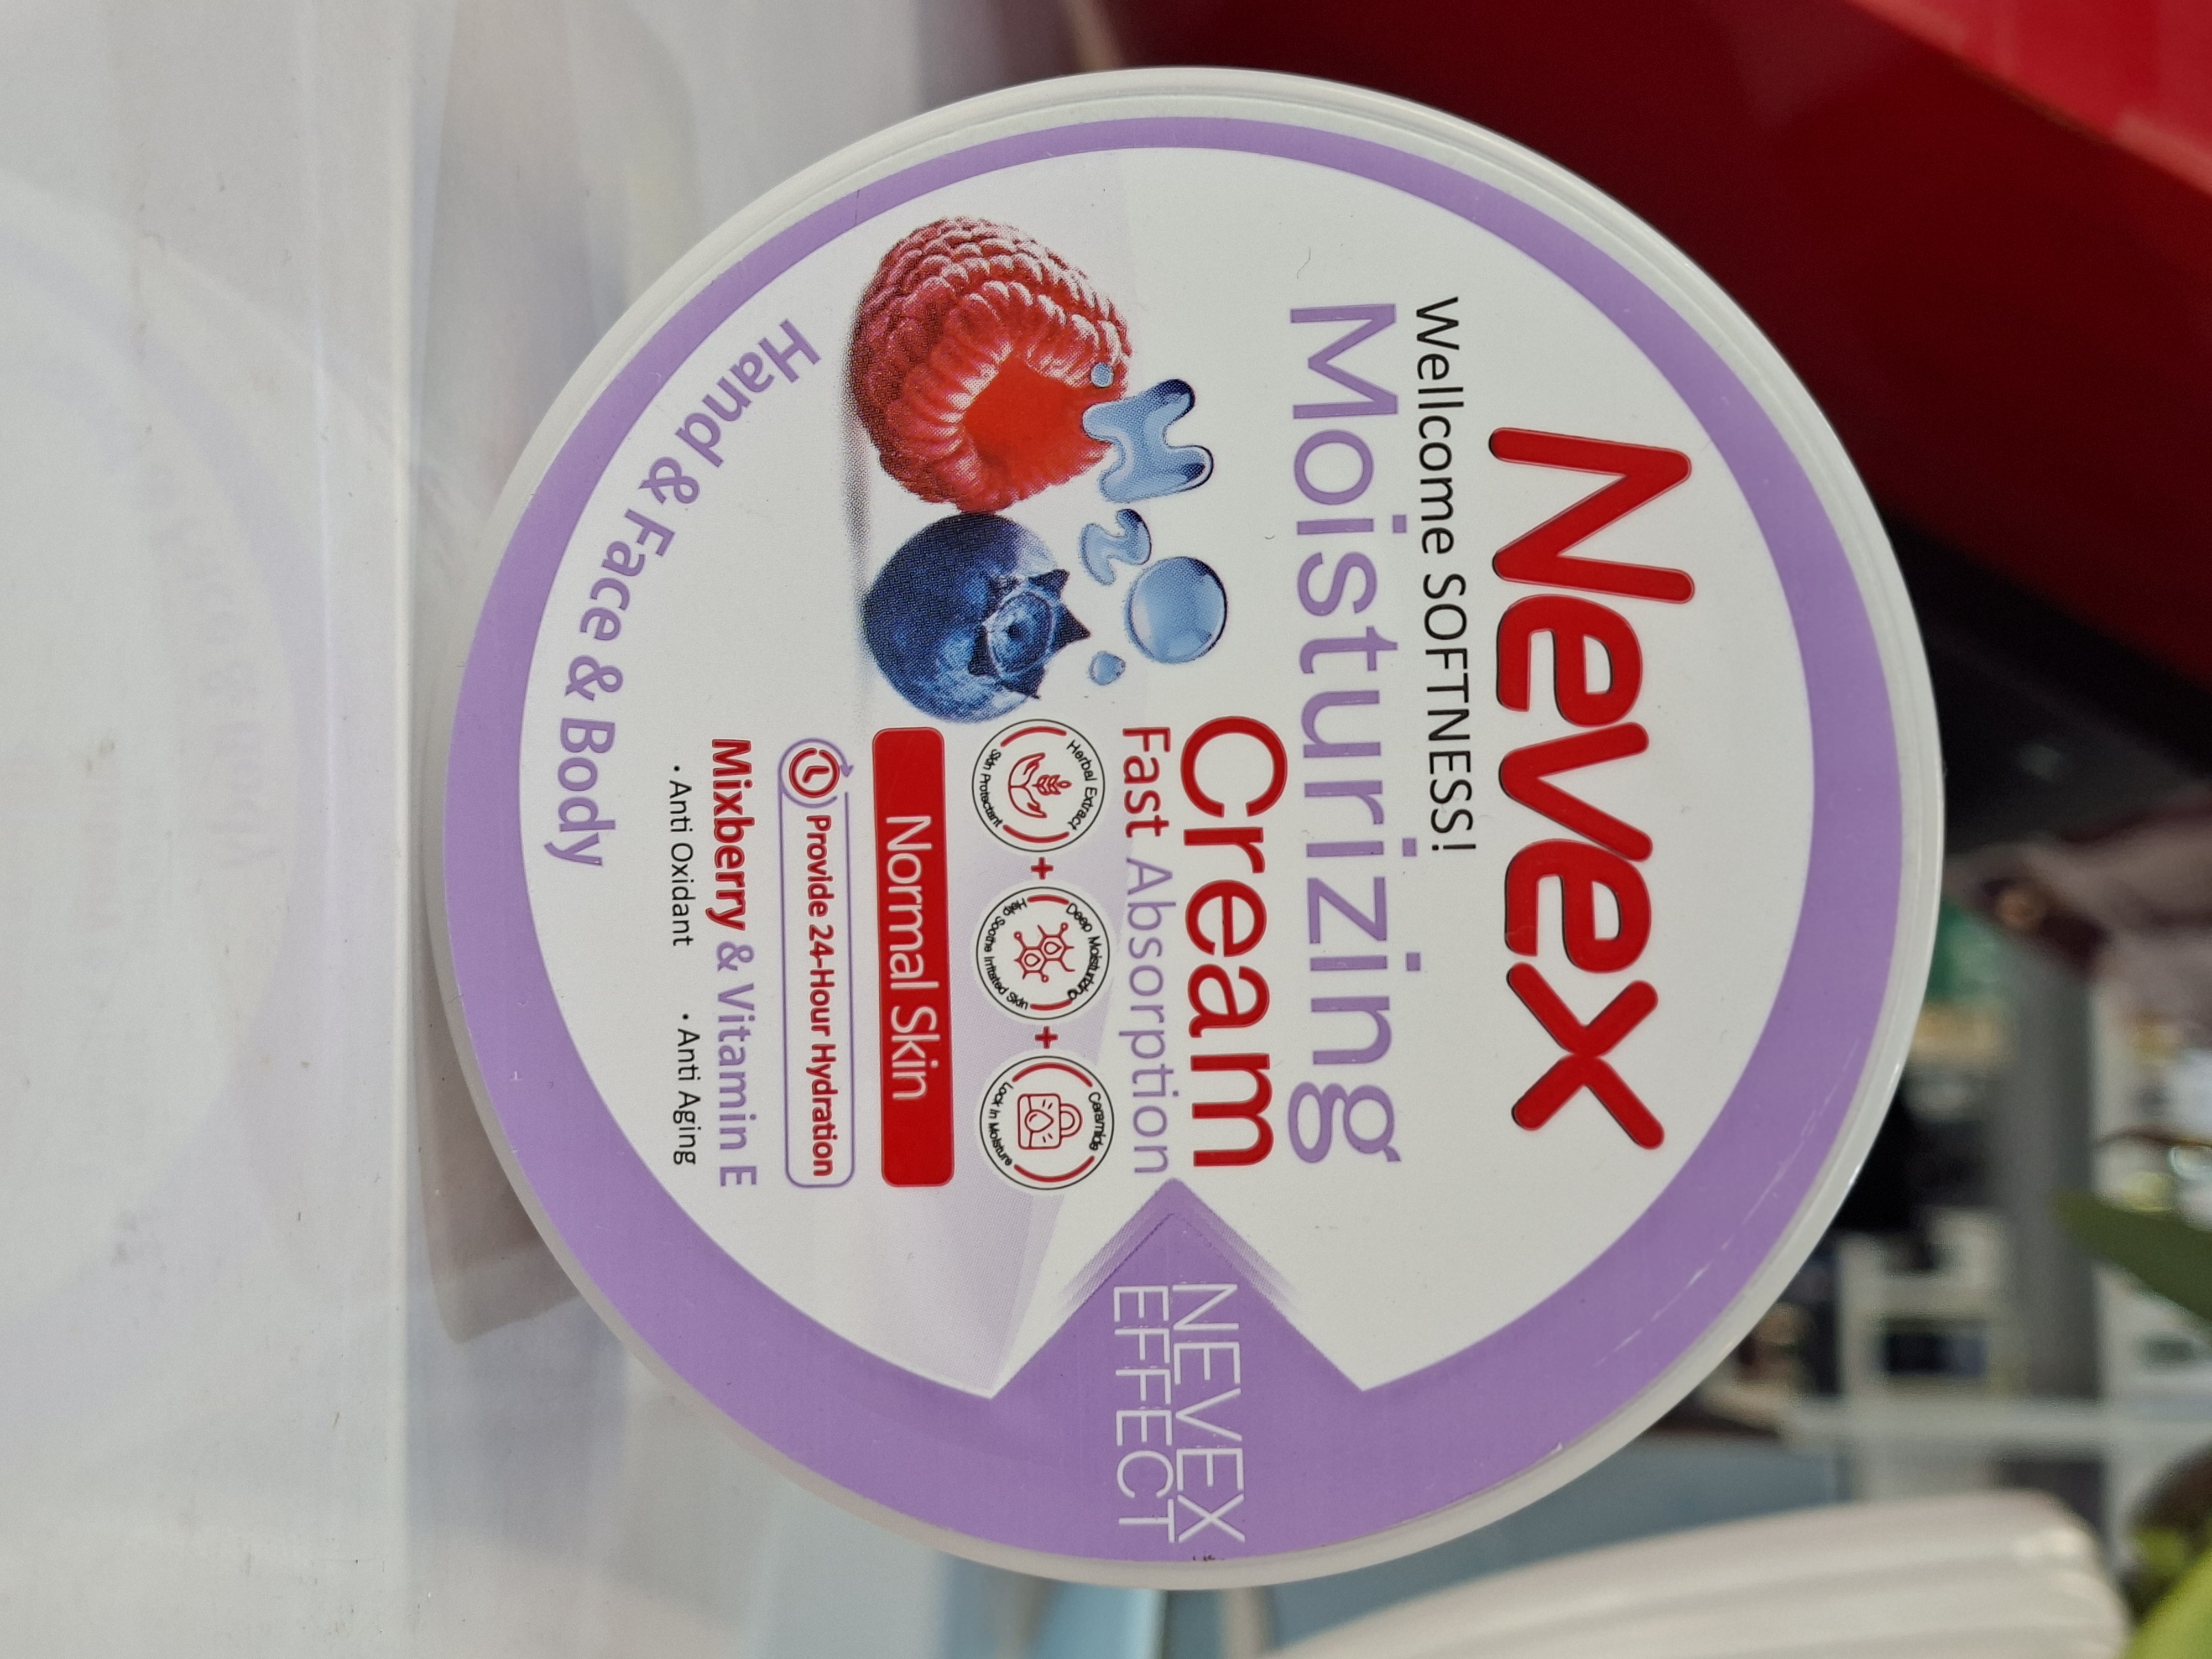 Nevex
Wellcome SOFTNESS!
Moisturizing
Cream
Fast Absorption
H2O
Herbal Extract
Skin Protectant
+
Deep Moisturizing
Help Soothe Irritated Skin
+
Ceramide
Lock In Moisture
Normal Skin
Provide 24-Hour Hydration
Mixberry & Vitamin E
• Anti Oxidant • Anti Aging
Hand & Face & Body
NEVEX
EFFECT